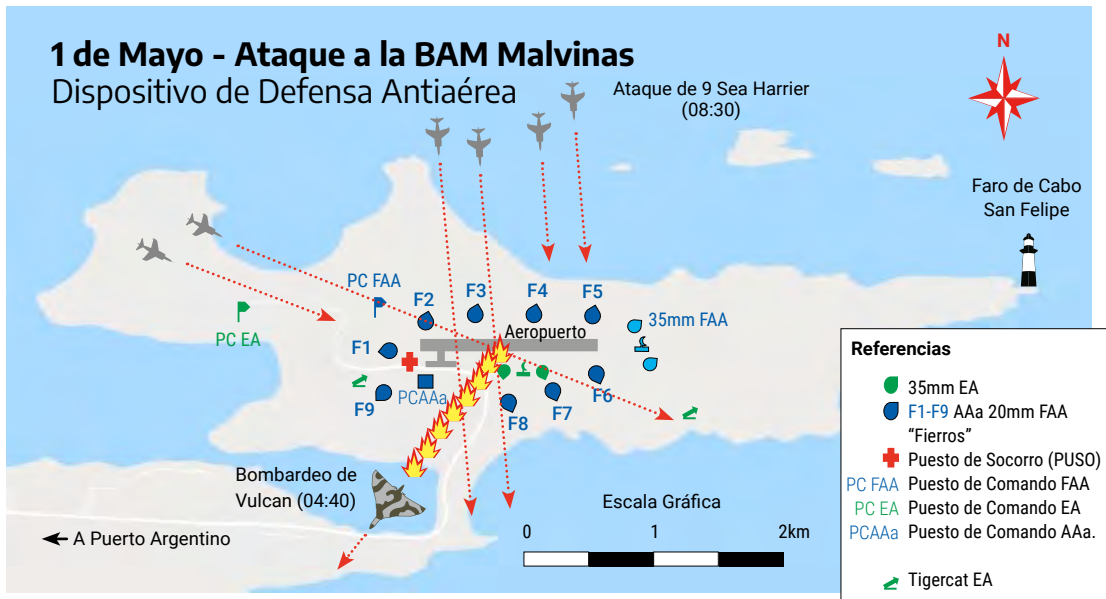 1 de Mayo - Ataque a la BAM Malvinas
Dispositivo de Defensa Antiaérea
Ataque de 9 Sea Harrier
(08:30)
N
Faro de Cabo
San Felipe
PC FAA
PC EA
F1
F2
F3
F4
F5
Aeropuerto
35mm FAA
F9
PCAAa
F8
F7
F6
Bombardeo de
Vulcan (04:40)
A Puerto Argentino
Escala Gráfica
0 1 2km
Referencias
35mm EA
F1-F9 AAa 20mm FAA
"Fierros"
Puesto de Socorro (PUSO)
PC FAA Puesto de Comando FAA
PC EA Puesto de Comando EA
PCAAa Puesto de Comando AAa.
Tigercat EA